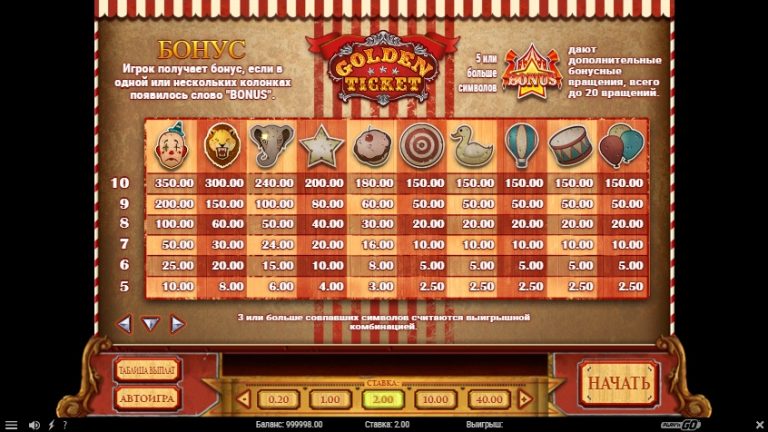 БОНУС
Игрок получает бонус, если в
одной или нескольких колонках
появилось слово "BONUS".
GOLDEN
TICKET
5 или
больше
символов
BONUS
дают
дополнительные
бонусные
вращения, всего
до 20 вращений.
10 350.00 300.00 240.00 200.00 180.00 150.00 150.00 150.00 150.00 150.00
9 200.00 150.00 100.00 80.00 60.00 50.00 50.00 50.00 50.00 50.00
8 100.00 60.00 50.00 40.00 30.00 20.00 20.00 20.00 20.00 20.00
7 50.00 30.00 24.00 20.00 16.00 10.00 10.00 10.00 10.00 10.00
6 25.00 20.00 15.00 10.00 8.00 5.00 5.00 5.00 5.00 5.00
5 10.00 8.00 6.00 4.00 3.00 2.50 2.50 2.50 2.50 2.50
3 или больше совпавших символов считаются выигрышной
комбинацией.
ТАБЛИЦА ВЫПЛАТ
АВТОИГРА
СТАВКА:
0.20 1.00 2.00 10.00 40.00
НАЧАТЬ
? Баланс: 999998.00 Ставка: 2.00 Выигрыш: PLAY'N GO